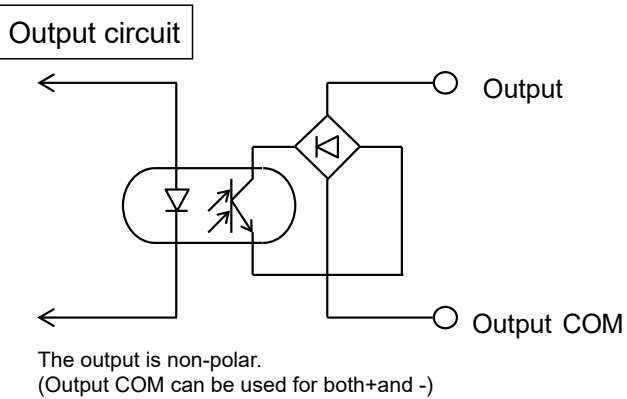 Output circuit
Output
Output COM
The output is non-polar.
(Output COM can be used for both+and -)